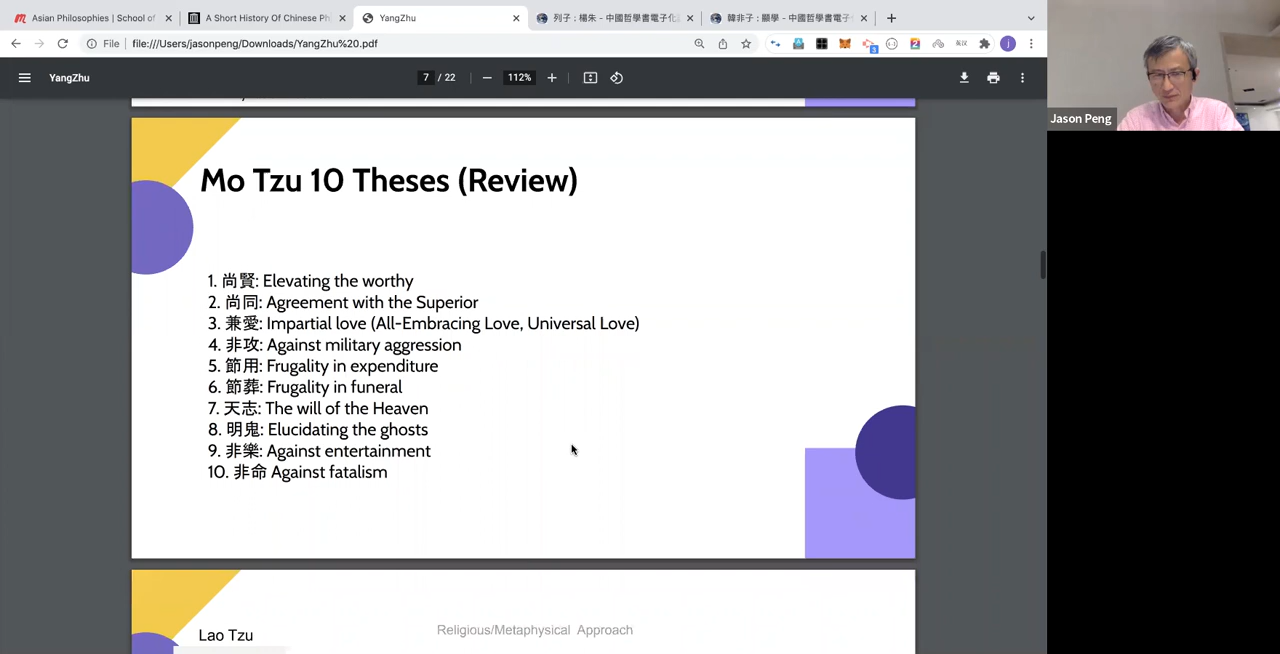 Asian Philosophies | School of
A Short History Of Chinese Ph
YangZhu
列子 : 楊朱 - 中國哲學書電子化
韓非子 : 顯學 - 中國哲學書電子
File
file:///Users/jasonpeng/Downloads/YangZhu%20.pdf
3
j
YangZhu
7 / 22
112%
Jason Peng
Mo Tzu 10 Theses (Review)
1. 尚賢: Elevating the worthy
2. 尚同: Agreement with the Superior
3. 兼愛: Impartial love (All-Embracing Love, Universal Love)
4. 非攻: Against military aggression
5. 節用: Frugality in expenditure
6. 節葬: Frugality in funeral
7. 天志: The will of the Heaven
8. 明鬼: Elucidating the ghosts
9. 非樂: Against entertainment
10. 非命 Against fatalism
Lao Tzu
Religious/Metaphysical Approach